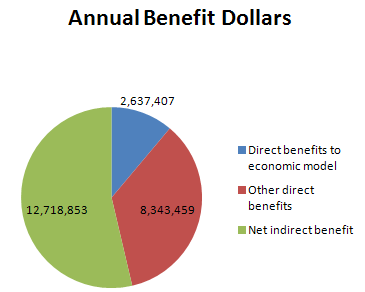 Annual Benefit Dollars
2,637,407
Direct benefits to
economic model
Other direct
benefits
Net indirect benefit
12,718,853
8,343,459